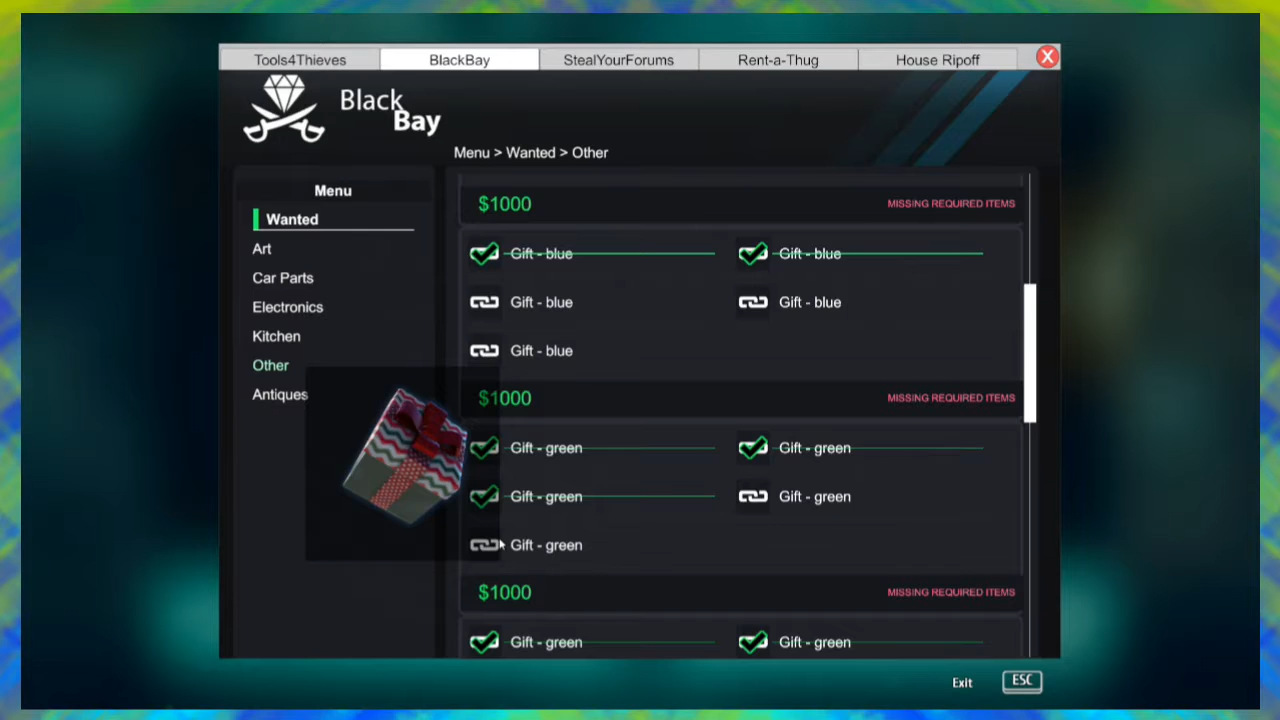 Tools4Thieves BlackBay StealYourForums Rent-a-Thug House Ripoff X
Black
Bay
Menu > Wanted > Other
Menu
Wanted
Art
Car Parts
Electronics
Kitchen
Other
Antiques
$1000 MISSING REQUIRED ITEMS
Gift - blue Gift - blue
Gift - blue Gift - blue
Gift - blue
$1000 MISSING REQUIRED ITEMS
Gift - green Gift - green
Gift - green Gift - green
Gift - green
$1000 MISSING REQUIRED ITEMS
Gift - green Gift - green
Exit ESC